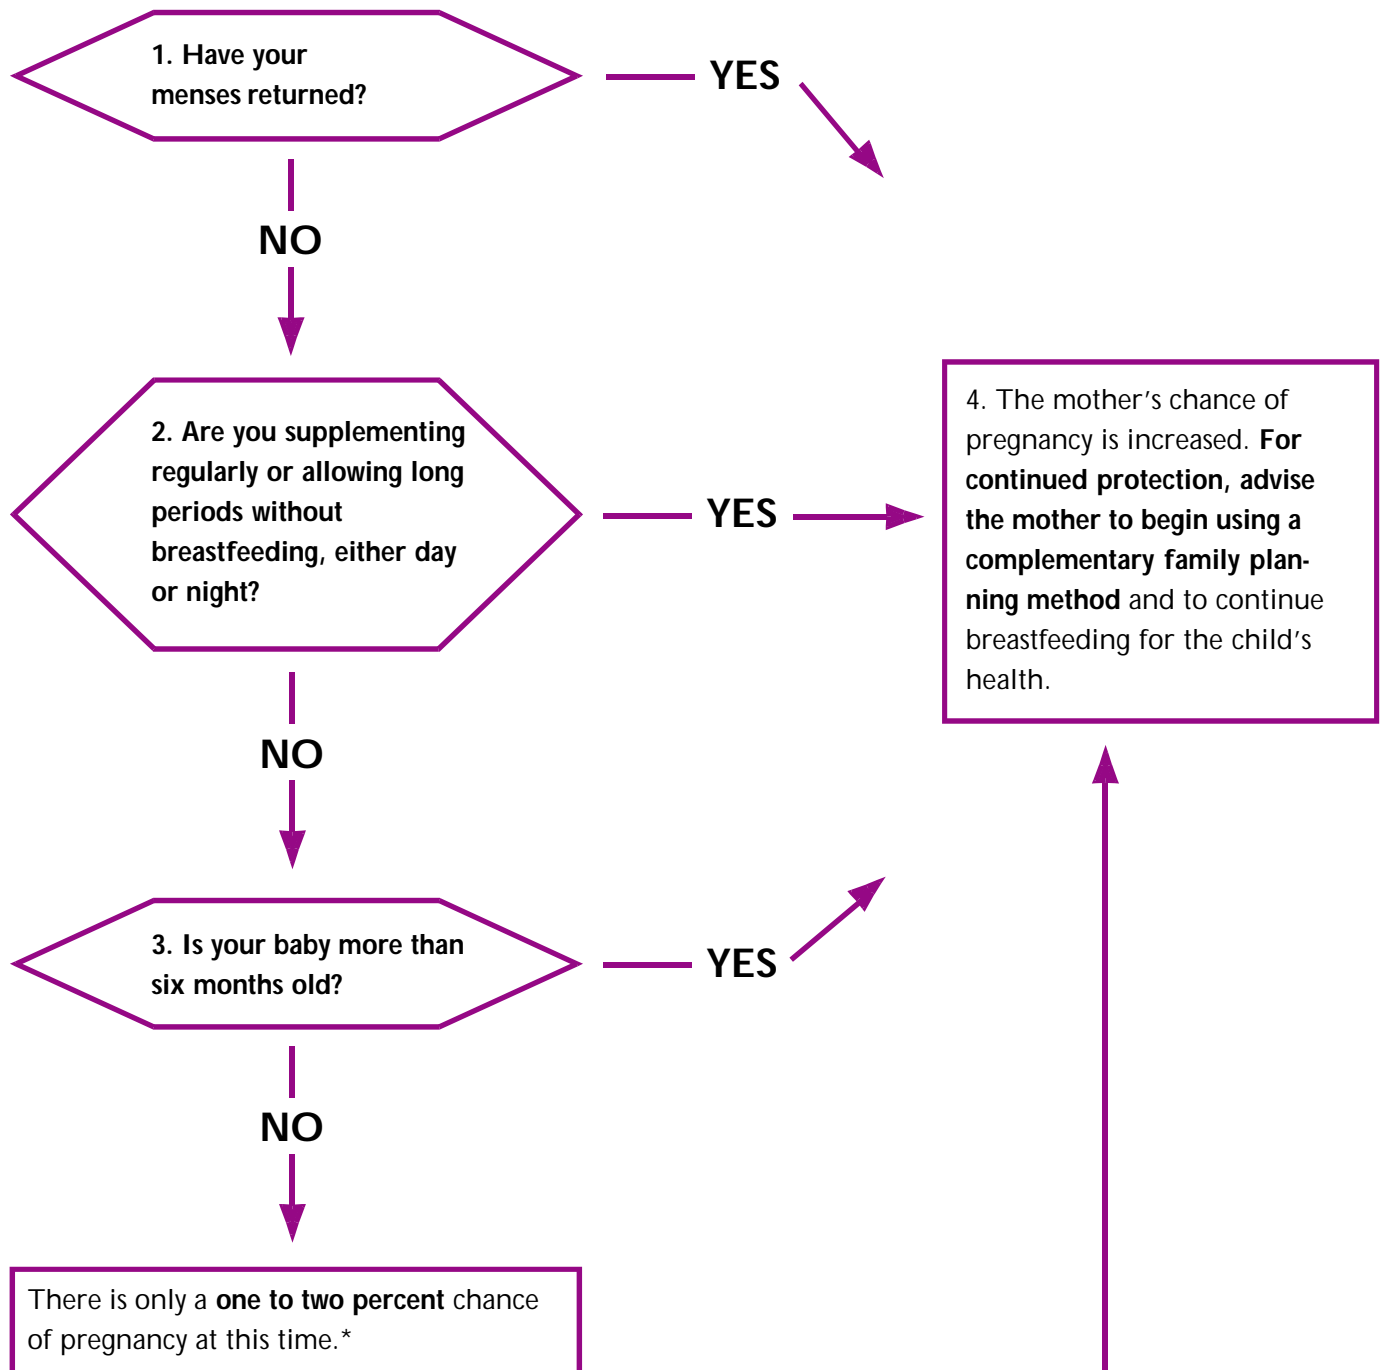 1. Have your
menses returned?
YES
NO
2. Are you supplementing
regularly or allowing long
periods without
breastfeeding, either day
or night?
YES
4. The mother’s chance of
pregnancy is increased. For
continued protection, advise
the mother to begin using a
complementary family plan-
ning method and to continue
breastfeeding for the child’s
health.
NO
3. Is your baby more than
six months old?
YES
NO
There is only a one to two percent chance
of pregnancy at this time.*